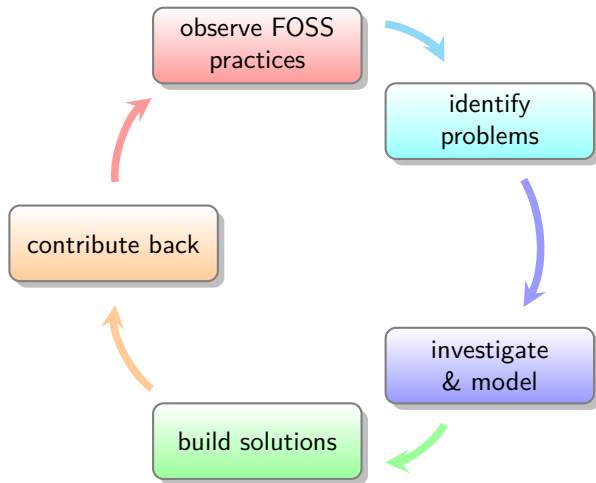 observe FOSS
practices
identify
problems
investigate
& model
build solutions
contribute back